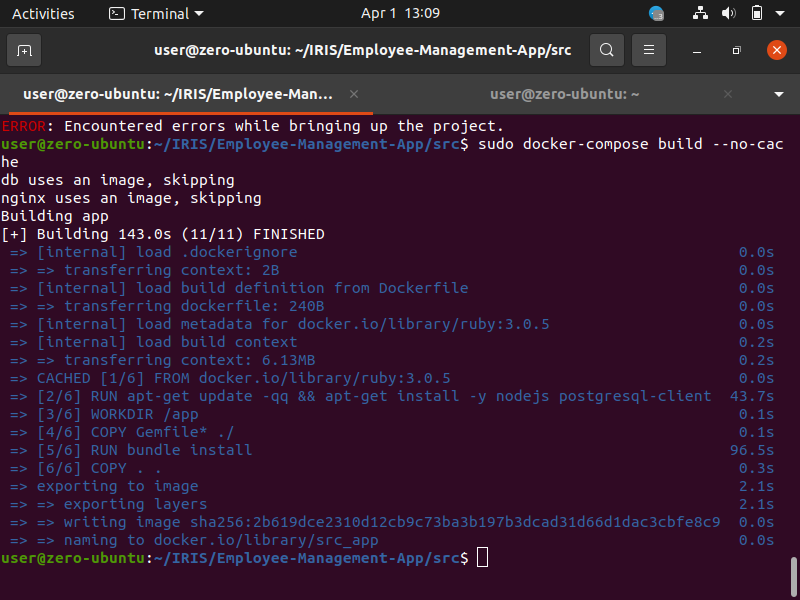 Activities Terminal Apr 1 13:09
user@zero-ubuntu: ~/IRIS/Employee-Management-App/src
user@zero-ubuntu: ~/IRIS/Employee-Man... user@zero-ubuntu: ~
ERROR: Encountered errors while bringing up the project.
user@zero-ubuntu:~/IRIS/Employee-Management-App/src$ sudo docker-compose build --no-cac
he
db uses an image, skipping
nginx uses an image, skipping
Building app
[+] Building 143.0s (11/11) FINISHED
=> [internal] load .dockerignore 0.0s
=> => transferring context: 2B 0.0s
=> [internal] load build definition from Dockerfile 0.0s
=> => transferring dockerfile: 240B 0.0s
=> [internal] load metadata for docker.io/library/ruby:3.0.5 0.0s
=> [internal] load build context 0.2s
=> => transferring context: 6.13MB 0.2s
=> CACHED [1/6] FROM docker.io/library/ruby:3.0.5 0.0s
=> [2/6] RUN apt-get update -qq && apt-get install -y nodejs postgresql-client 43.7s
=> [3/6] WORKDIR /app 0.1s
=> [4/6] COPY Gemfile* ./ 0.1s
=> [5/6] RUN bundle install 96.5s
=> [6/6] COPY . . 0.3s
=> exporting to image 2.1s
=> => exporting layers 2.1s
=> => writing image sha256:2b619dce2310d12cb9c73ba3b197b3dcad31d66d1dac3cbfe8c9 0.0s
=> => naming to docker.io/library/src_app 0.0s
user@zero-ubuntu:~/IRIS/Employee-Management-App/src$